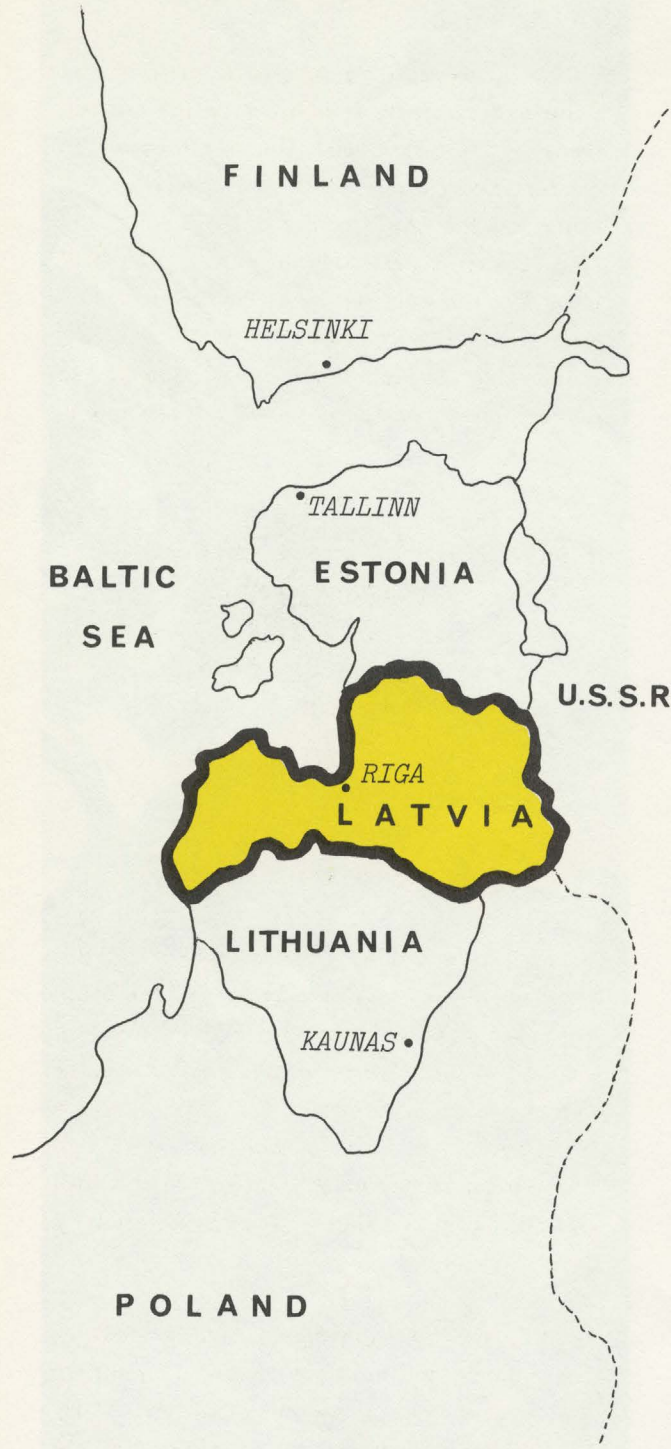 FINLAND
HELSINKI
TALLINN
ESTONIA
BALTIC
SEA
U.S.S.R
RIGA
LATVIA
LITHUANIA
KAUNAS
POLAND